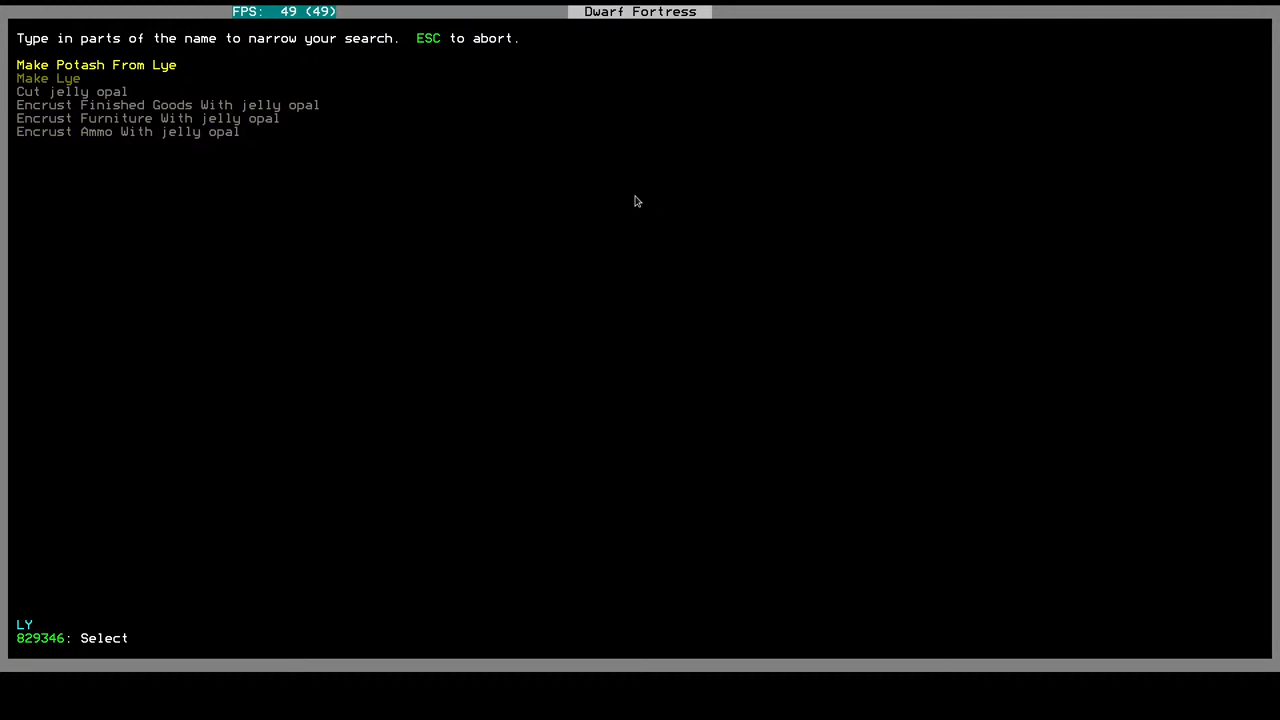 FPS: 49 (49) Dwarf Fortress
Type in parts of the name to narrow your search. ESC to abort.
Make Potash From Lye
Make Lye
Cut jelly opal
Encrust Finished Goods With jelly opal
Encrust Furniture With jelly opal
Encrust Ammo With jelly opal
LY
829346: Select